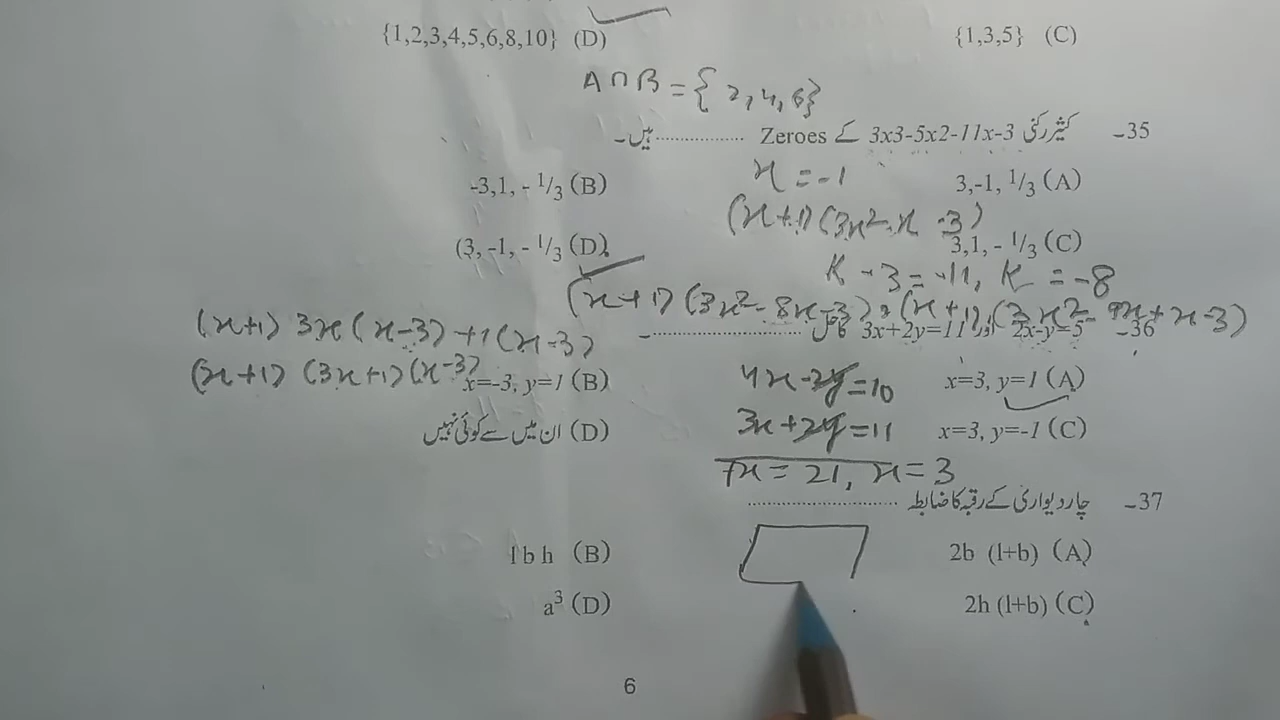 {1,3,5} (C) {1,2,3,4,5,6,8,10} (D)
A∩B = { 2, 4, 6}
-35 کثیر رکنی 3x3-5x2-11x-3 کے Zeroes .................. ہیں۔
3,-1, 1/3 (A) -3,1, - 1/3 (B)
x = -1
(x+1)(3x²-x -3)
3,1, - 1/3 (C) (3, -1, - 1/3 (D)
K -3 = -11, K = -8
(x+1) (3x²-8x-3), (x+1) (3x²-9x+x-3)
(x+1) 3x(x-3)+1(x-3)
-36 2x-y=5 اور 3x+2y=11 کا حل ..................۔
(x+1) (3x+1)(x-3)
x=3, y=1 (A) x=-3, y=1 (B)
4x-2y=10
3x+2y=11
x=3, y=-1 (C) ان میں سے کوئی نہیں (D)
7x = 21, x = 3
-37 چار دیواری کے رقبہ کا ضابطہ ..................
2b (l+b) (A) l b h (B)
2h (l+b) (C) a³ (D)
6